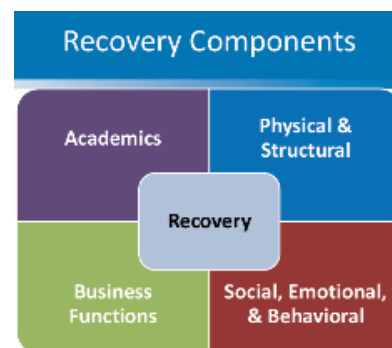 Recovery Components
Academics
Physical &
Structural
Recovery
Business
Functions
Social, Emotional,
& Behavioral